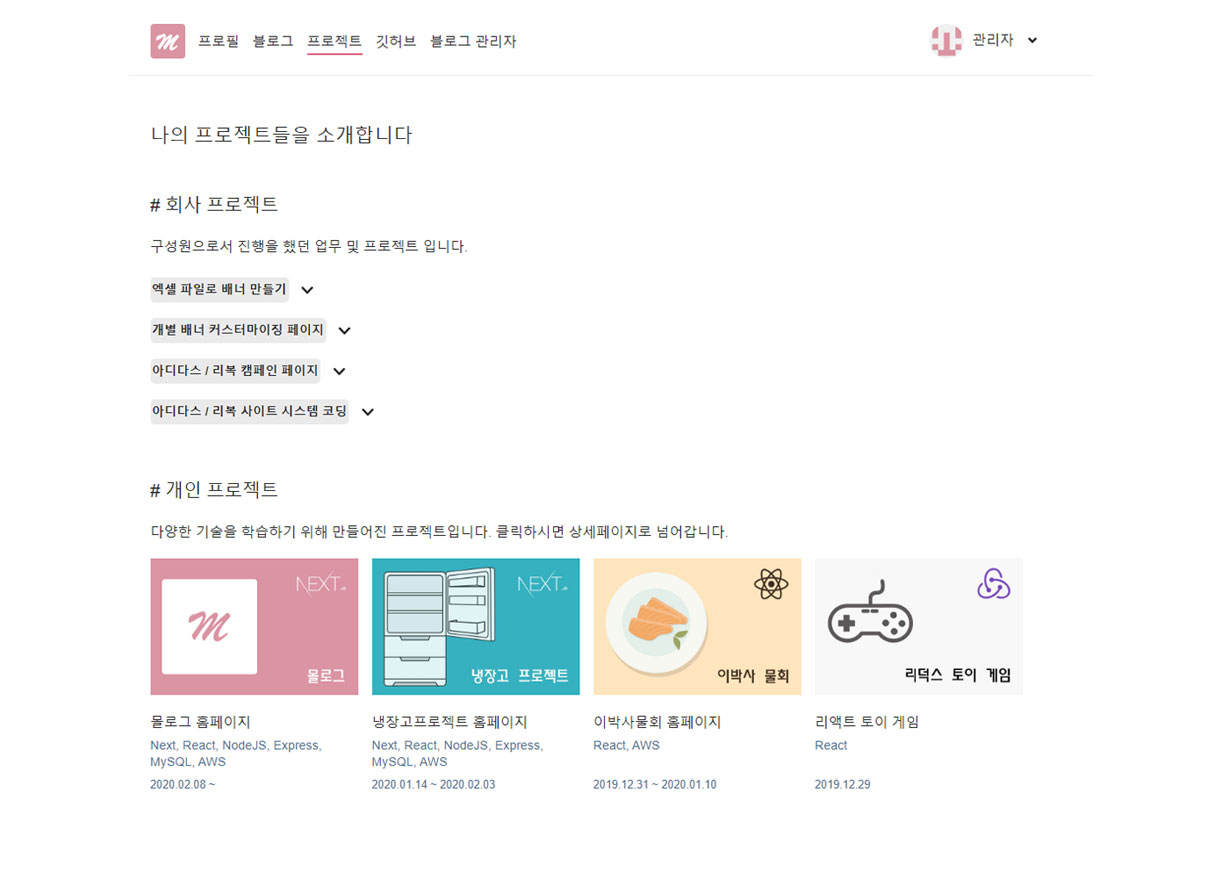 m
프로필 블로그 프로젝트 깃허브 블로그 관리자
관리자
나의 프로젝트들을 소개합니다
# 회사 프로젝트
구성원으로서 진행을 했던 업무 및 프로젝트 입니다.
엑셀 파일로 배너 만들기
개별 배너 커스터마이징 페이지
아디다스 / 리복 캠페인 페이지
아디다스 / 리복 사이트 시스템 코딩
# 개인 프로젝트
다양한 기술을 학습하기 위해 만들어진 프로젝트입니다. 클릭하시면 상세페이지로 넘어갑니다.
NEXT.JS
m
몰로그
NEXT.JS
냉장고 프로젝트
이박사 물회
리덕스 토이 게임
몰로그 홈페이지
Next, React, NodeJS, Express,
MySQL, AWS
2020.02.08 ~
냉장고프로젝트 홈페이지
Next, React, NodeJS, Express,
MySQL, AWS
2020.01.14 ~ 2020.02.03
이박사물회 홈페이지
React, AWS
2019.12.31 ~ 2020.01.10
리액트 토이 게임
React
2019.12.29